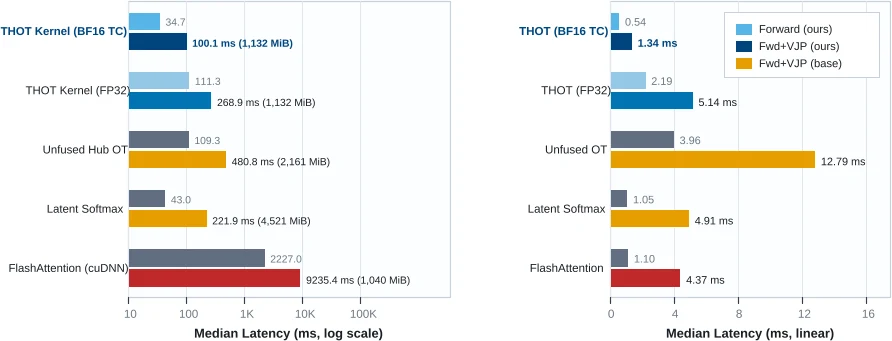 THOT Kernel (BF16 TC)
34.7
100.1 ms (1,132 MiB)
THOT Kernel (FP32)
111.3
268.9 ms (1,132 MiB)
Unfused Hub OT
109.3
480.8 ms (2,161 MiB)
Latent Softmax
43.0
221.9 ms (4,521 MiB)
FlashAttention (cuDNN)
2227.0
9235.4 ms (1,040 MiB)
10 100 1K 10K 100K
Median Latency (ms, log scale)
THOT (BF16 TC)
0.54
1.34 ms
Forward (ours)
Fwd+VJP (ours)
Fwd+VJP (base)
THOT (FP32)
2.19
5.14 ms
Unfused OT
3.96
12.79 ms
Latent Softmax
1.05
4.91 ms
FlashAttention
1.10
4.37 ms
0 4 8 12 16
Median Latency (ms, linear)